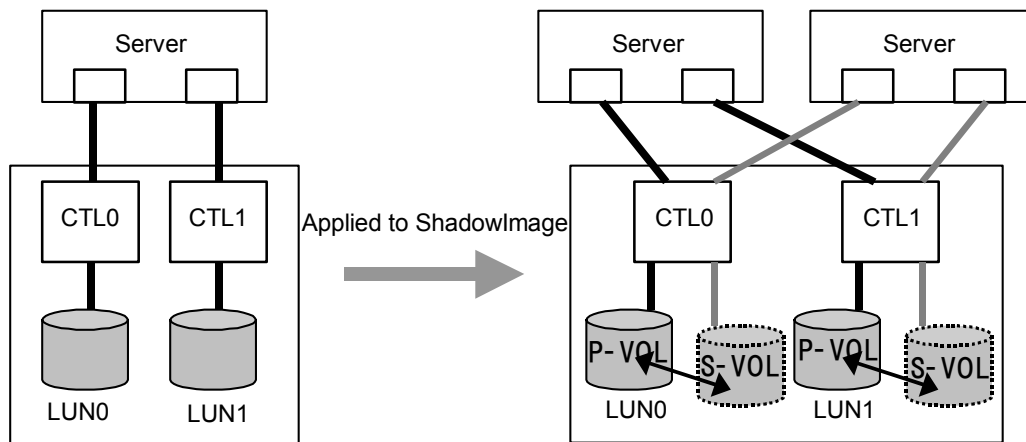 Server
CTL0
CTL1
LUN0
LUN1
Applied to ShadowImage
Server
Server
CTL0
CTL1
P-VOL
S-VOL
P-VOL
S-VOL
LUN0
LUN1